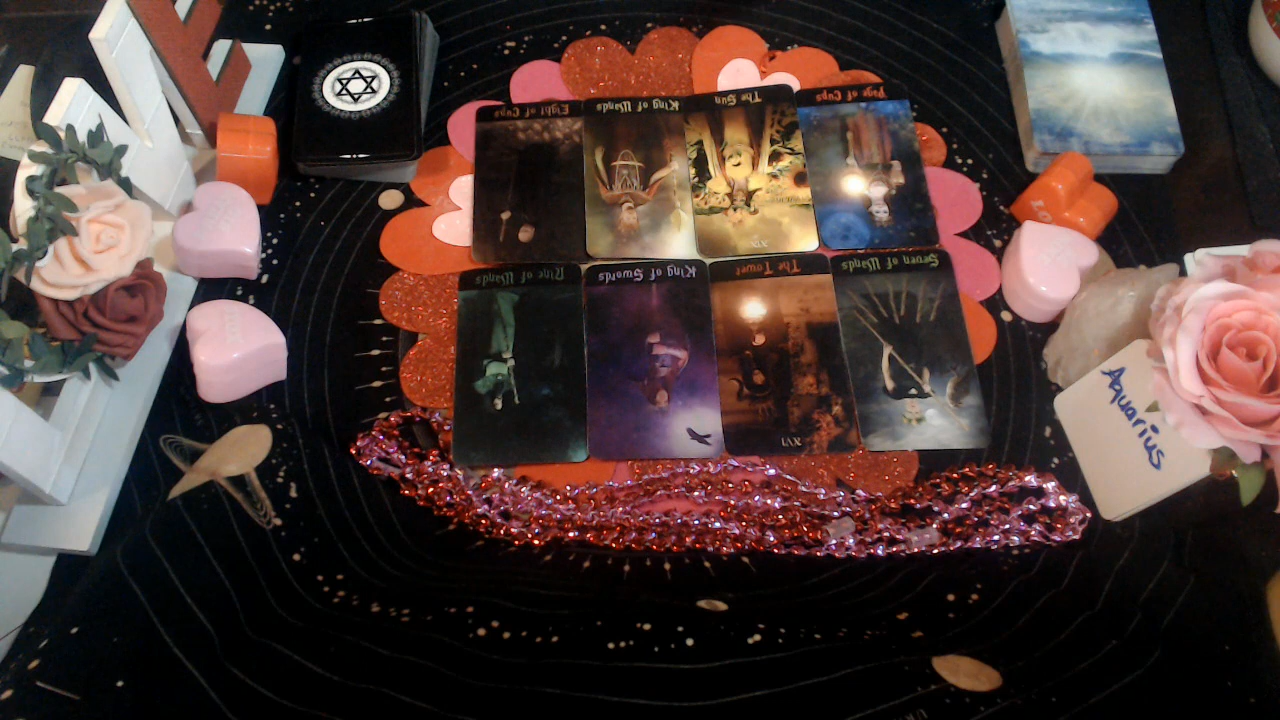 Eight of Cups
King of Wands
The Sun
XIX
Page of Cups
Nine of Wands
King of Swords
The Tower
XVI
Seven of Wands
Aquarius